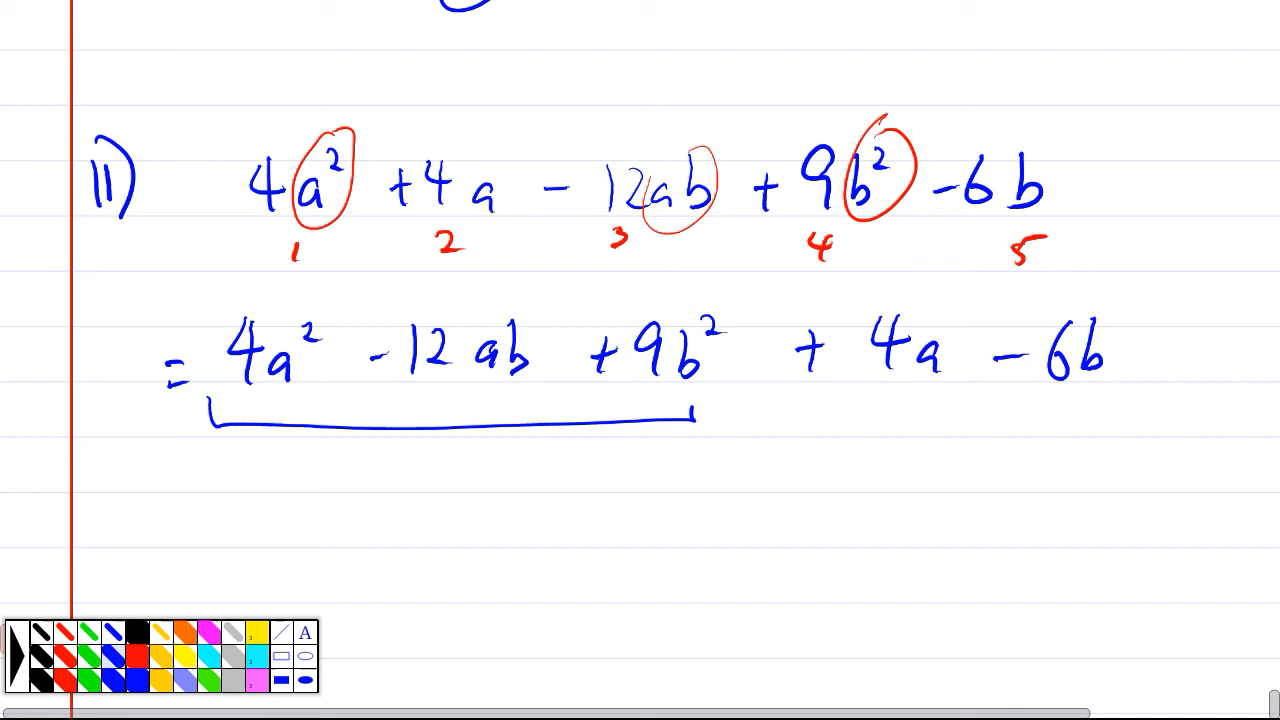 11) 4a² + 4a - 12ab + 9b² - 6b
1 2 3 4 5
= 4a² - 12ab + 9b² + 4a - 6b
A